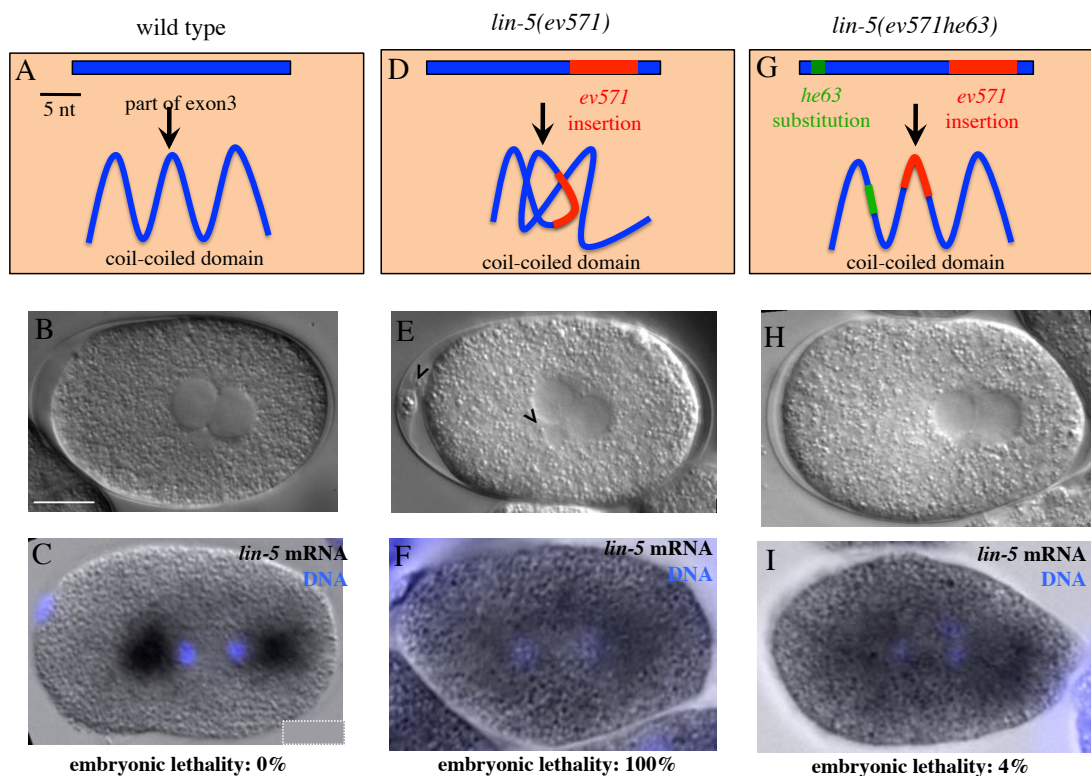 wild type
lin-5(ev571)
lin-5(ev571he63)
A
5 nt
part of exon3
coil-coiled domain
D
ev571
insertion
coil-coiled domain
G
he63
substitution
ev571
insertion
coil-coiled domain
B
E
v
v
H
C
lin-5 mRNA
DNA
F
lin-5 mRNA
DNA
I
lin-5 mRNA
DNA
embryonic lethality: 0%
embryonic lethality: 100%
embryonic lethality: 4%